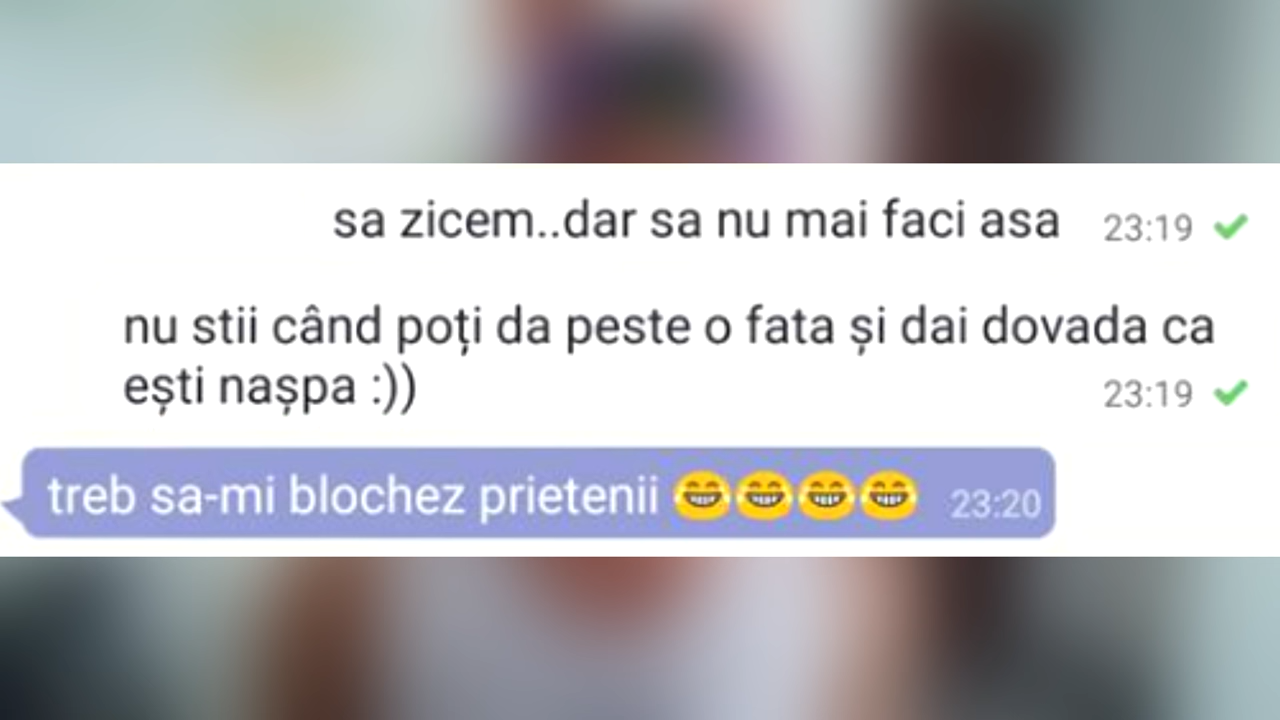 sa zicem..dar sa nu mai faci asa 23:19
nu stii când poți da peste o fata și dai dovada ca
ești nașpa :)) 23:19
treb sa-mi blochez prietenii 😂😂😂😂 23:20